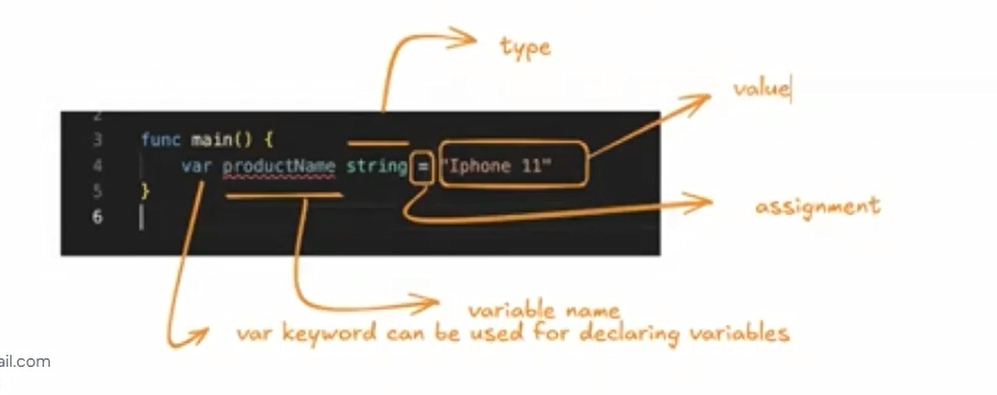 type
value
2
3 func main() {
4 var productName string = "Iphone 11"
5 }
6
assignment
variable name
var keyword can be used for declaring variables
ail.com